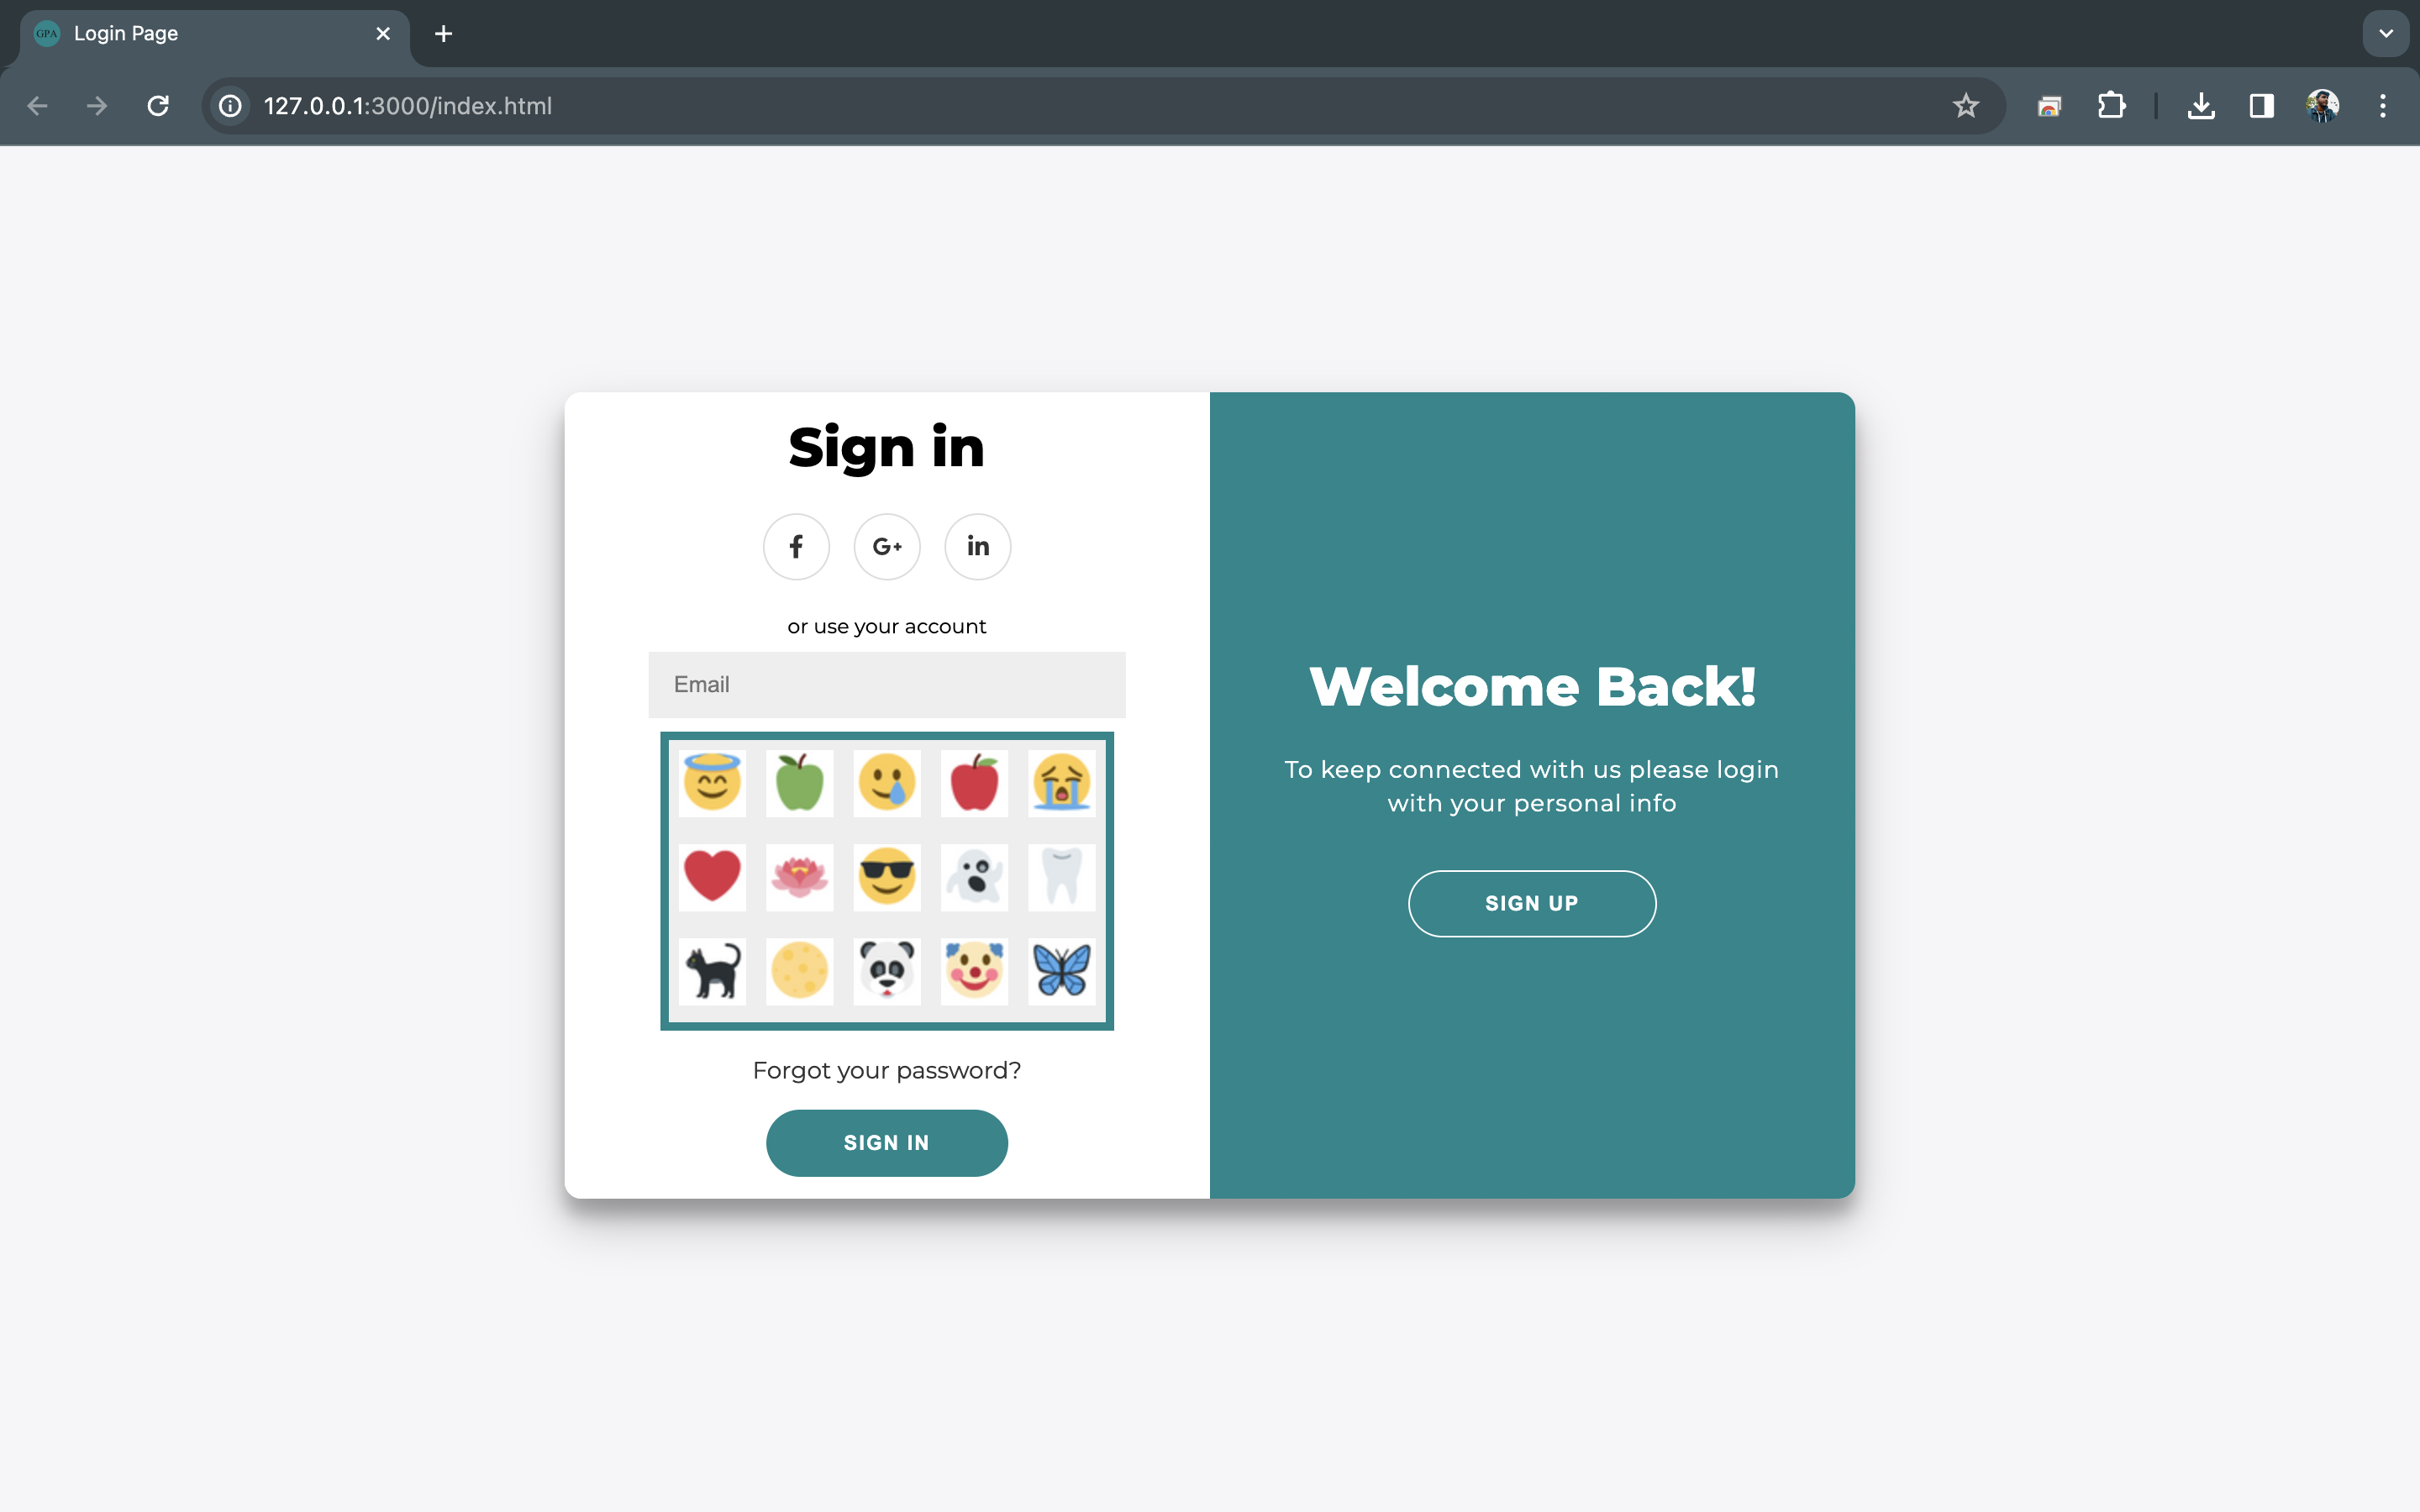 GPA Login Page
127.0.0.1:3000/index.html
Sign in
f G+ in
or use your account
Email
Forgot your password?
SIGN IN
Welcome Back!
To keep connected with us please login
with your personal info
SIGN UP